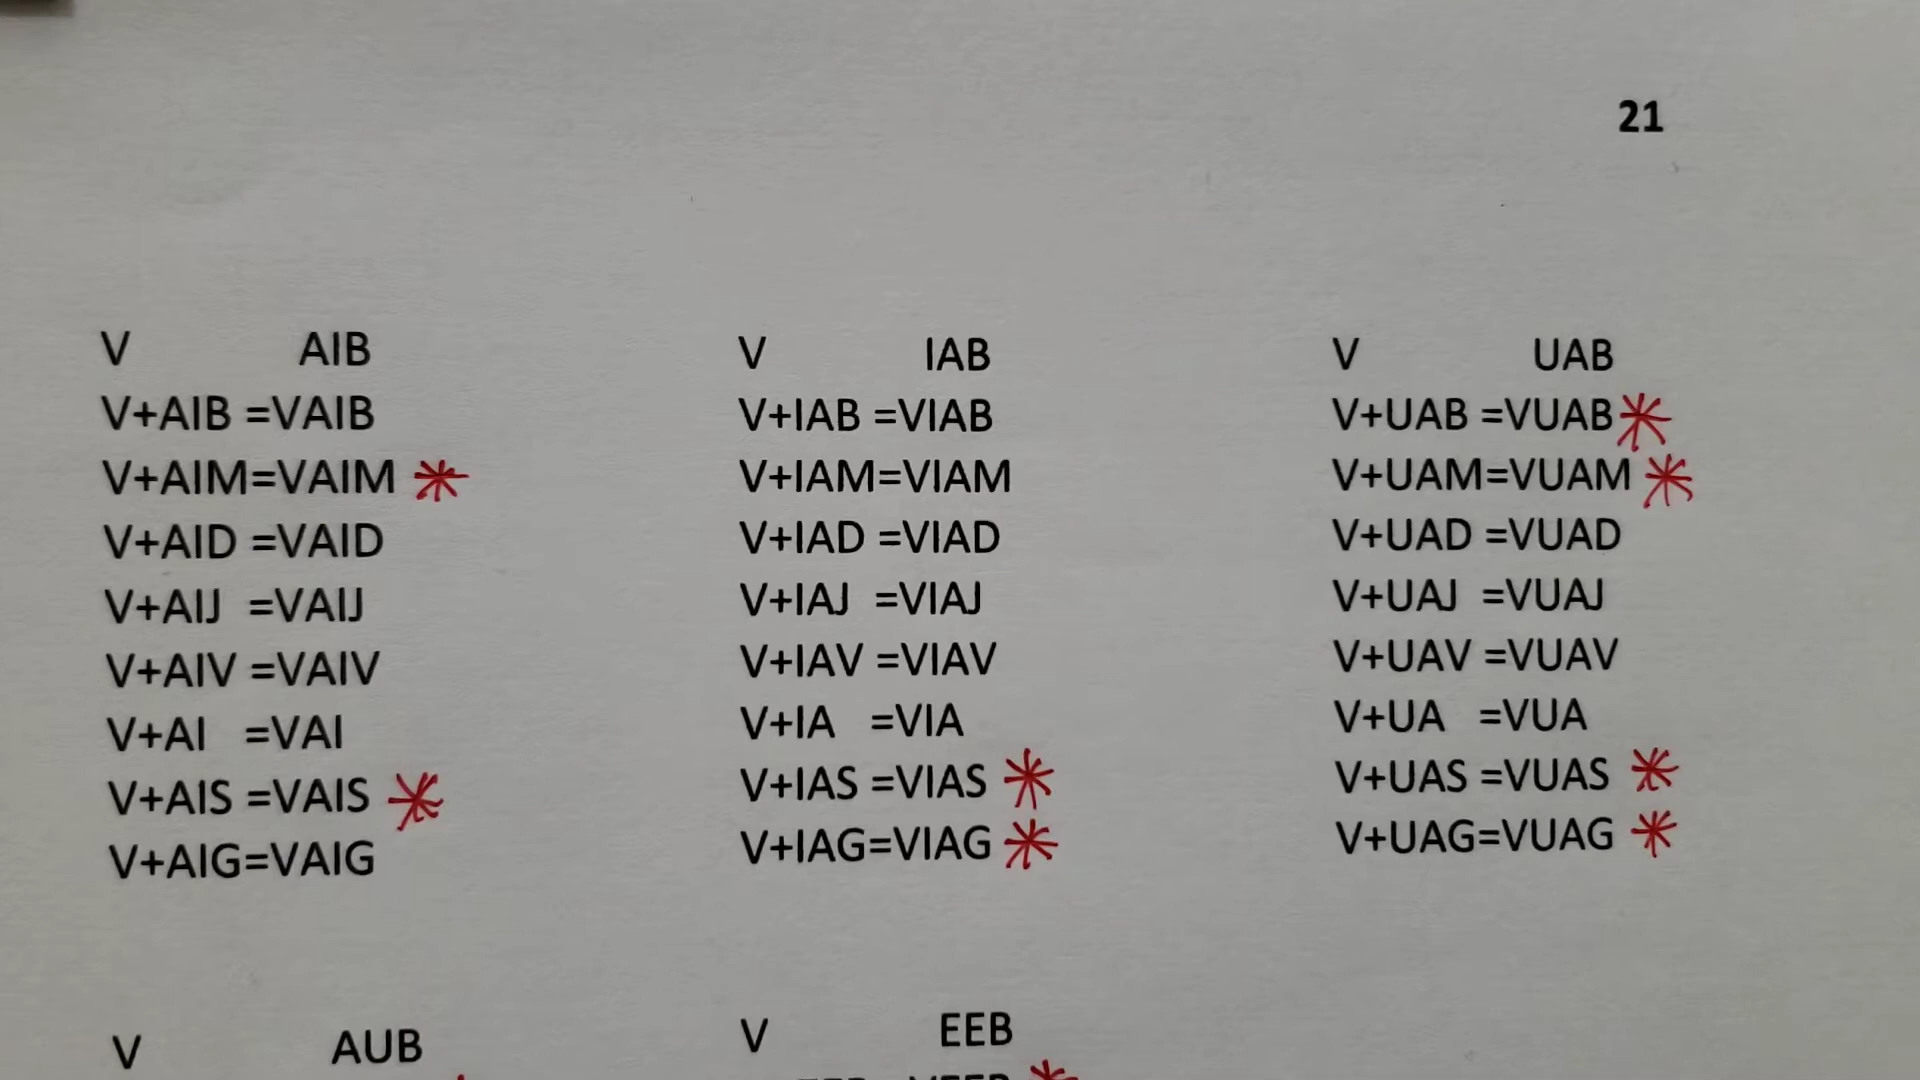 21
V AIB
V+AIB =VAIB
V+AIM=VAIM *
V+AID =VAID
V+AIJ =VAIJ
V+AIV =VAIV
V+AI =VAI
V+AIS =VAIS *
V+AIG=VAIG
V IAB
V+IAB =VIAB
V+IAM=VIAM
V+IAD =VIAD
V+IAJ =VIAJ
V+IAV =VIAV
V+IA =VIA
V+IAS =VIAS *
V+IAG=VIAG *
V UAB
V+UAB =VUAB *
V+UAM=VUAM *
V+UAD =VUAD
V+UAJ =VUAJ
V+UAV =VUAV
V+UA =VUA
V+UAS =VUAS *
V+UAG=VUAG *
V AUB
V EEB